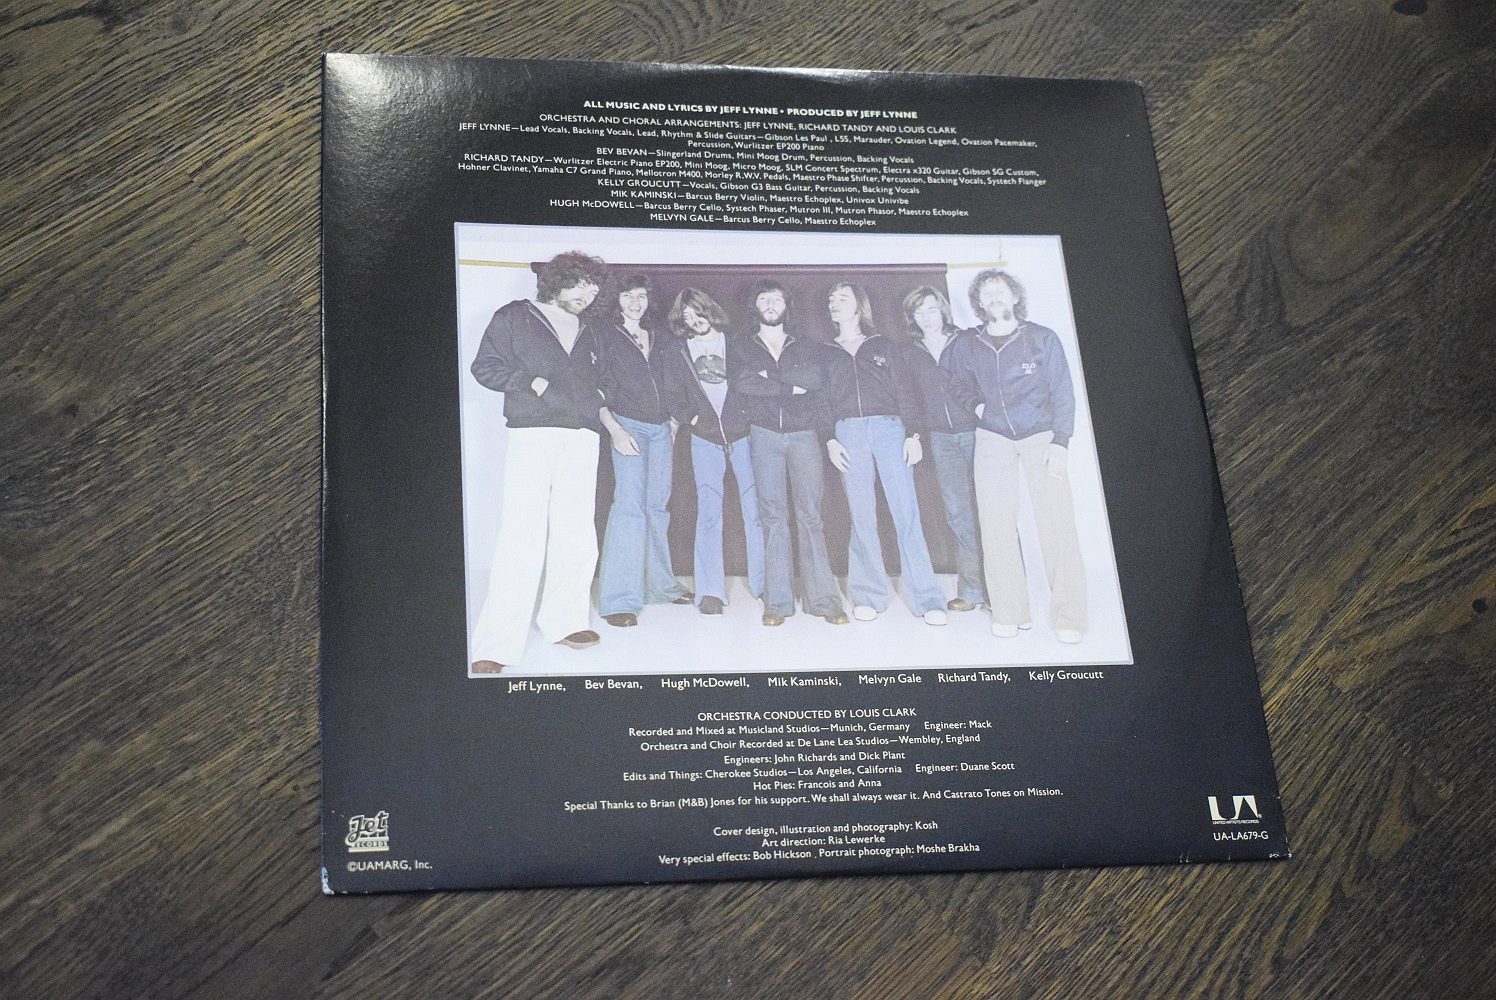 ALL MUSIC AND LYRICS BY JEFF LYNNE • PRODUCED BY JEFF LYNNE
ORCHESTRA AND CHORAL ARRANGEMENTS: JEFF LYNNE, RICHARD TANDY AND LOUIS CLARK
JEFF LYNNE—Lead Vocals, Backing Vocals, Lead, Rhythm & Slide Guitars—Gibson Les Paul , L5S, Marauder, Ovation Legend, Ovation Pacemaker,
Percussion, Wurlitzer EP200 Piano
BEV BEVAN—Slingerland Drums, Mini Moog Drum, Percussion, Backing Vocals
RICHARD TANDY—Wurlitzer Electric Piano EP200, Mini Moog, Micro Moog, SLM Concert Spectrum, Electra x320 Guitar, Gibson SG Custom,
Hohner Clavinet, Yamaha C7 Grand Piano, Mellotron M400, Morley R.W.V. Pedals, Maestro Phase Shifter, Percussion, Backing Vocals, Systech Flanger
KELLY GROUCUTT—Vocals, Gibson G3 Bass Guitar, Percussion, Backing Vocals
MIK KAMINSKI—Barcus Berry Violin, Maestro Echoplex, Univox Univibe
HUGH McDOWELL—Barcus Berry Cello, Systech Phaser, Mutron III, Mutron Phasor, Maestro Echoplex
MELVYN GALE—Barcus Berry Cello, Maestro Echoplex
ELO
ELO
Jeff Lynne, Bev Bevan, Hugh McDowell, Mik Kaminski, Melvyn Gale Richard Tandy, Kelly Groucutt
ORCHESTRA CONDUCTED BY LOUIS CLARK
Recorded and Mixed at Musicland Studios—Munich, Germany Engineer: Mack
Orchestra and Choir Recorded at De Lane Lea Studios—Wembley, England
Engineers: John Richards and Dick Plant
Edits and Things: Cherokee Studios—Los Angeles, California Engineer: Duane Scott
Hot Pies: Francois and Anna
Special Thanks to Brian (M&B) Jones for his support. We shall always wear it. And Castrato Tones on Mission.
Cover design, illustration and photography: Kosh
Art direction: Ria Lewerke
Very special effects: Bob Hickson . Portrait photograph: Moshe Brakha
Jet
RECORDS
©UAMARG, Inc.
UA
UNITED ARTISTS RECORDS
UA-LA679-G